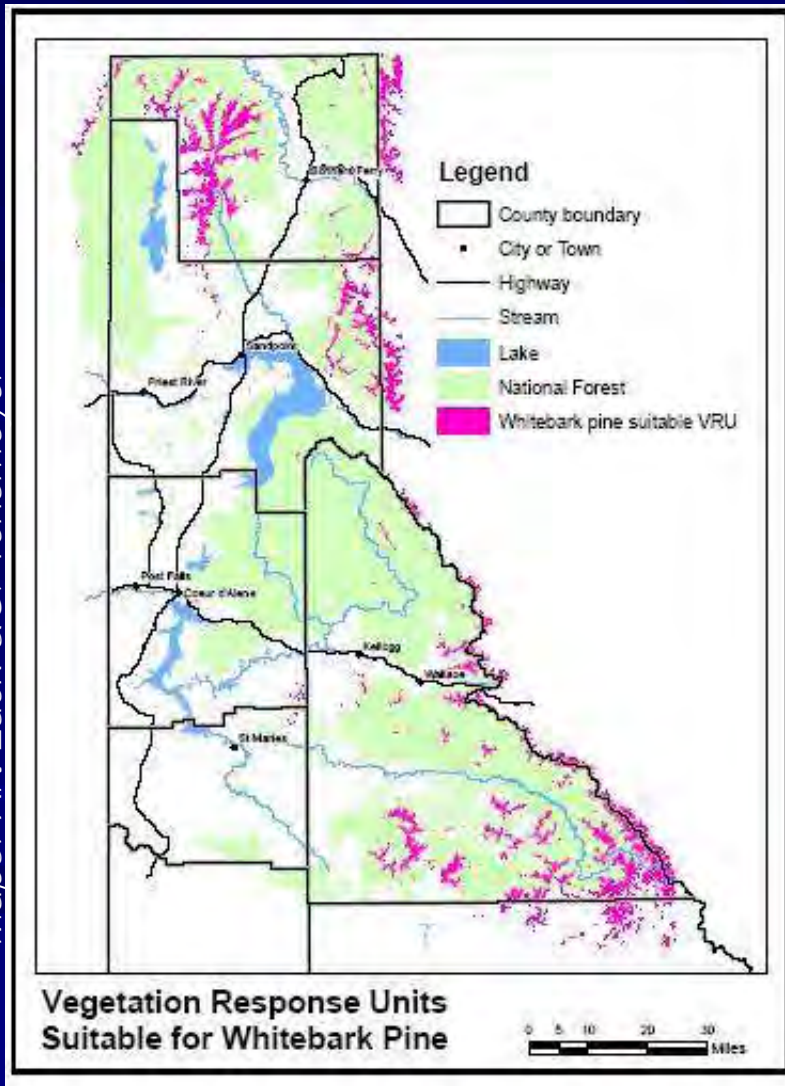 Legend
County boundary
City or Town
Highway
Stream
Lake
National Forest
Whitebark pine suitable VRU
Sandpoint
Priest River
Post Falls
Coeur d'Alene
Kellogg
Wallace
St Maries
Vegetation Response Units
Suitable for Whitebark Pine
0 5 10 20 30
Miles